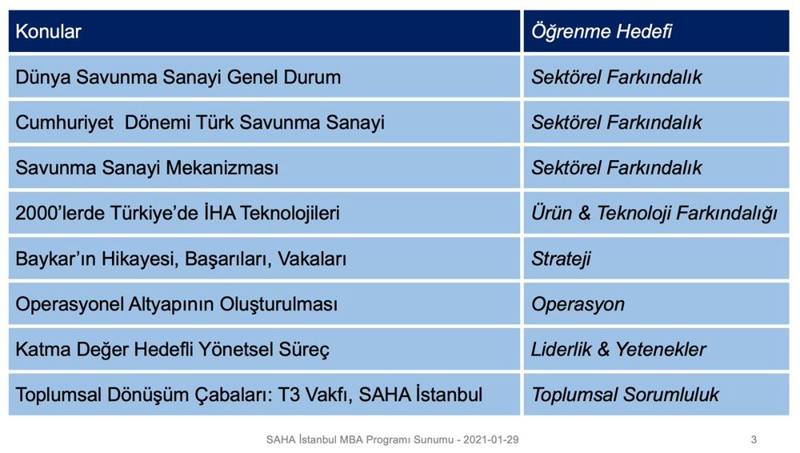 Konular Öğrenme Hedefi
Dünya Savunma Sanayi Genel Durum Sektörel Farkındalık
Cumhuriyet Dönemi Türk Savunma Sanayi Sektörel Farkındalık
Savunma Sanayi Mekanizması Sektörel Farkındalık
2000’lerde Türkiye’de İHA Teknolojileri Ürün & Teknoloji Farkındalığı
Baykar’ın Hikayesi, Başarıları, Vakaları Strateji
Operasyonel Altyapının Oluşturulması Operasyon
Katma Değer Hedefli Yönetsel Süreç Liderlik & Yetenekler
Toplumsal Dönüşüm Çabaları: T3 Vakfı, SAHA İstanbul Toplumsal Sorumluluk
SAHA İstanbul MBA Programı Sunumu - 2021-01-29 3